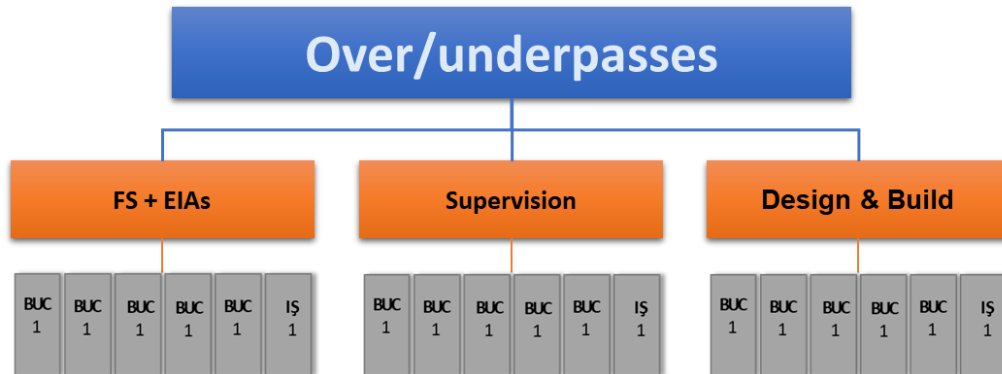 Over/underpasses
FS + EIAs
Supervision
Design & Build
BUC BUC BUC BUC BUC IŞ
1 1 1 1 1 1
BUC BUC BUC BUC BUC IŞ
1 1 1 1 1 1
BUC BUC BUC BUC BUC IŞ
1 1 1 1 1 1